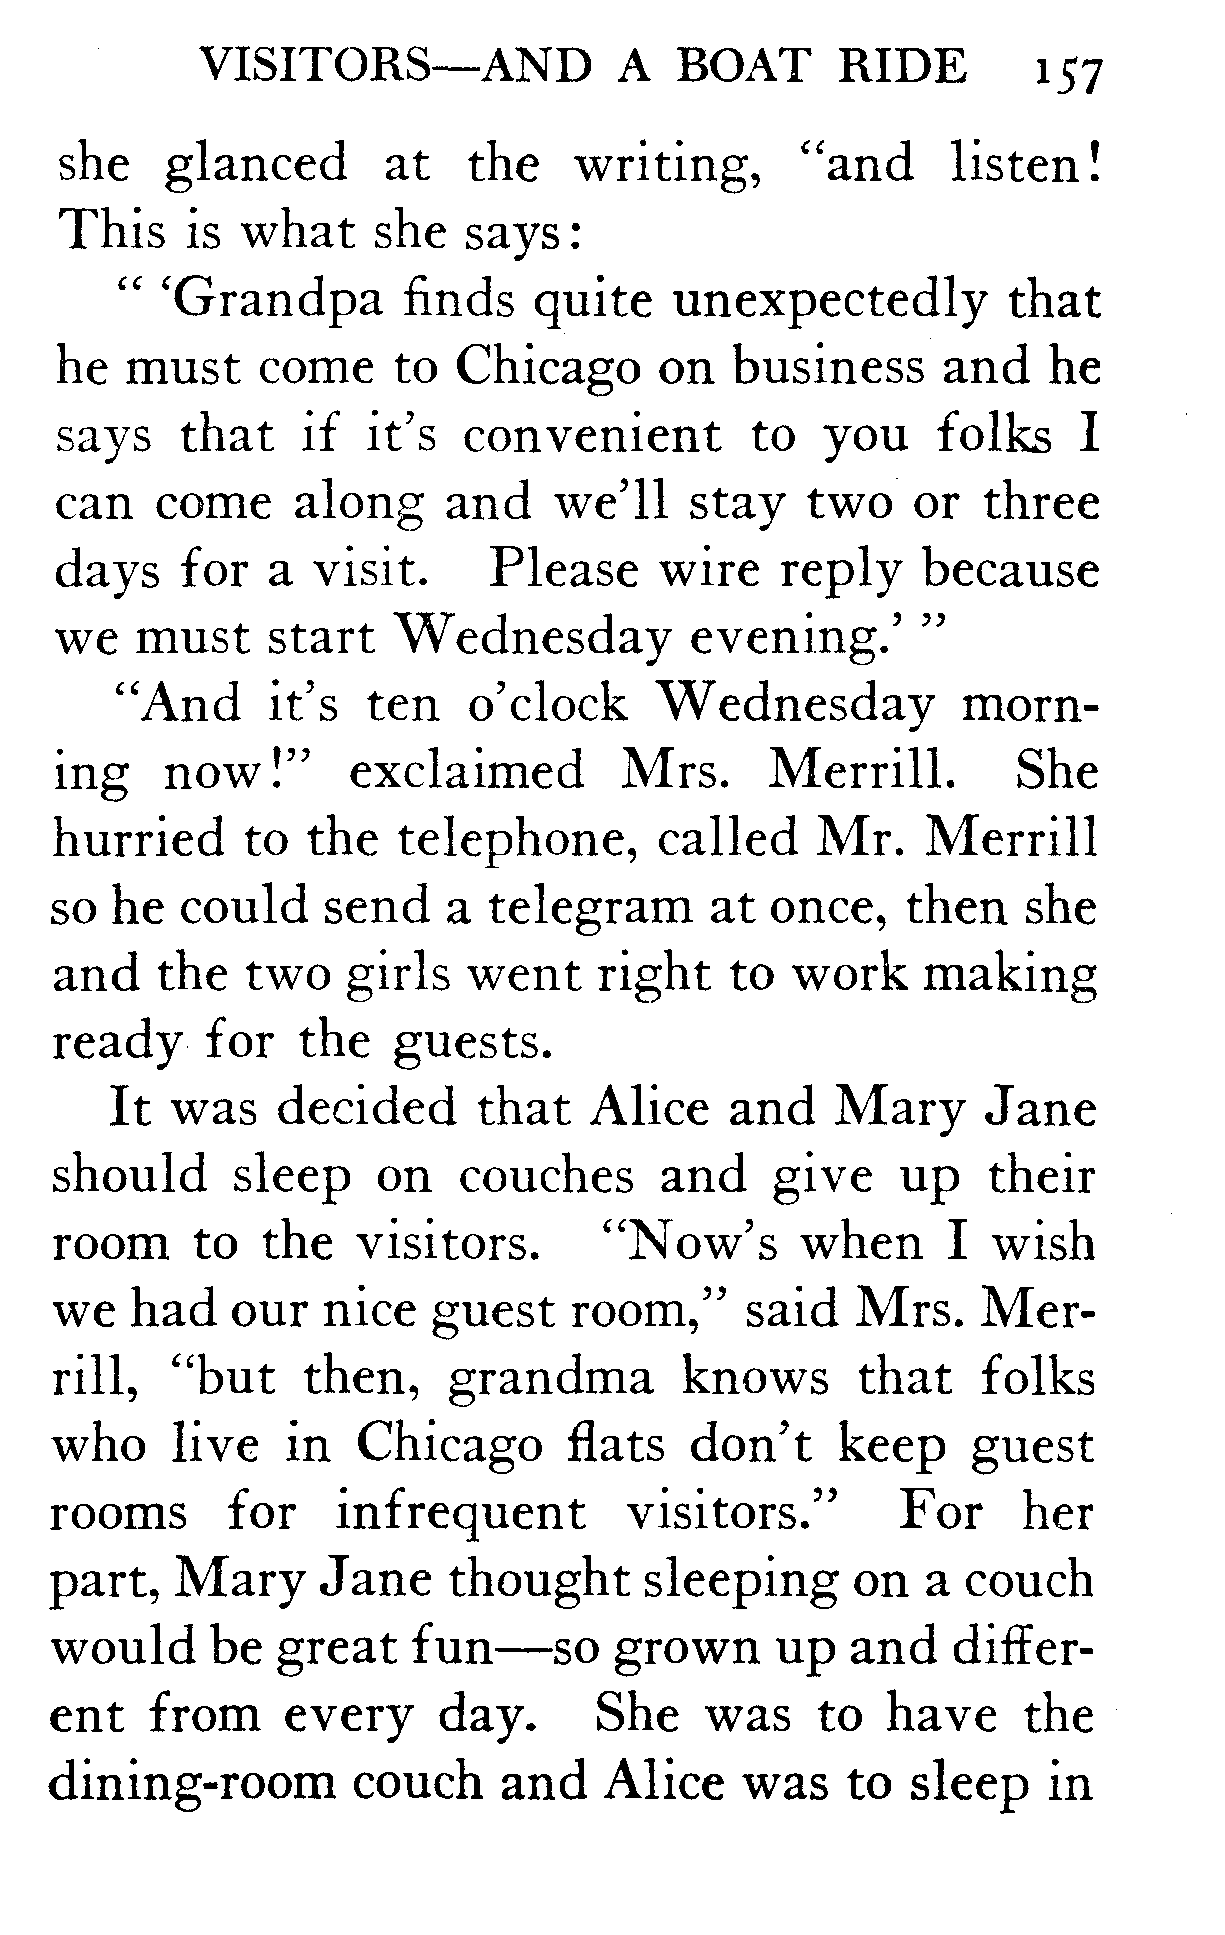 VISITORS—AND A BOAT RIDE 157
she glanced at the writing, “and listen!
This is what she says:
“ ‘Grandpa finds quite unexpectedly that
he must come to Chicago on business and he
says that if it’s convenient to you folks I
can come along and we’ll stay two or three
days for a visit. Please wire reply because
we must start Wednesday evening.’ ”
“And it’s ten o’clock Wednesday morn-
ing now!” exclaimed Mrs. Merrill. She
hurried to the telephone, called Mr. Merrill
so he could send a telegram at once, then she
and the two girls went right to work making
ready for the guests.
It was decided that Alice and Mary Jane
should sleep on couches and give up their
room to the visitors. “Now’s when I wish
we had our nice guest room,” said Mrs. Mer-
rill, “but then, grandma knows that folks
who live in Chicago flats don’t keep guest
rooms for infrequent visitors.” For her
part, Mary Jane thought sleeping on a couch
would be great fun—so grown up and differ-
ent from every day. She was to have the
dining-room couch and Alice was to sleep in